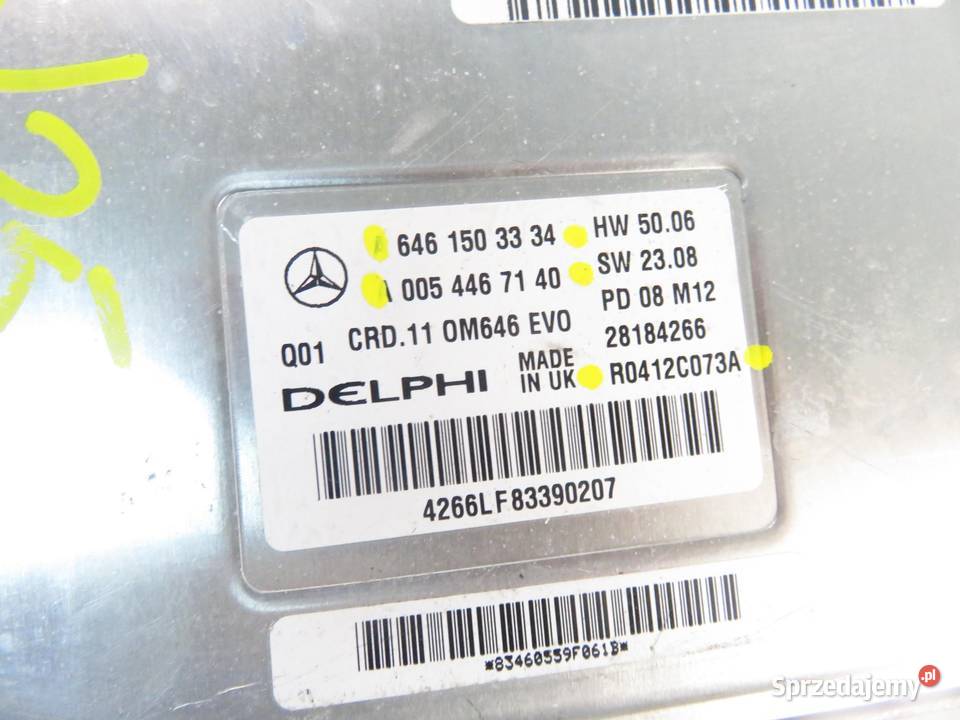 A 646 150 33 34 HW 50.06
A 005 446 71 40 SW 23.08
Q01 CRD.11 OM646 EVO PD 08 M12
28184266
DELPHI MADE IN UK R0412C073A
4266LF83390207
*83460559F061B*
Sprzedajemy.pl